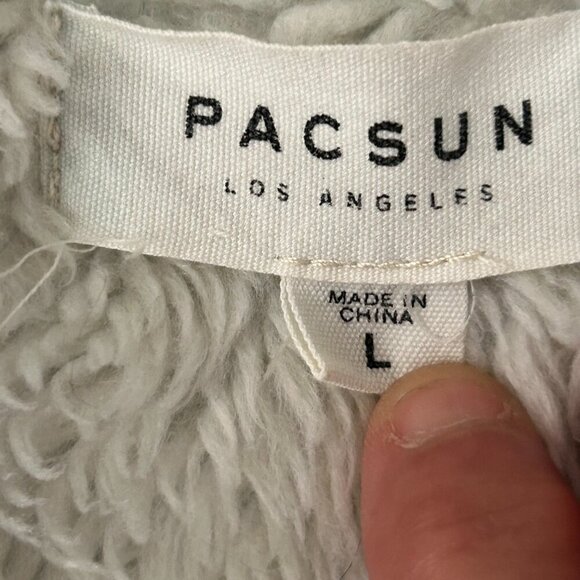 PACSUN
LOS ANGELES
MADE IN
CHINA
L